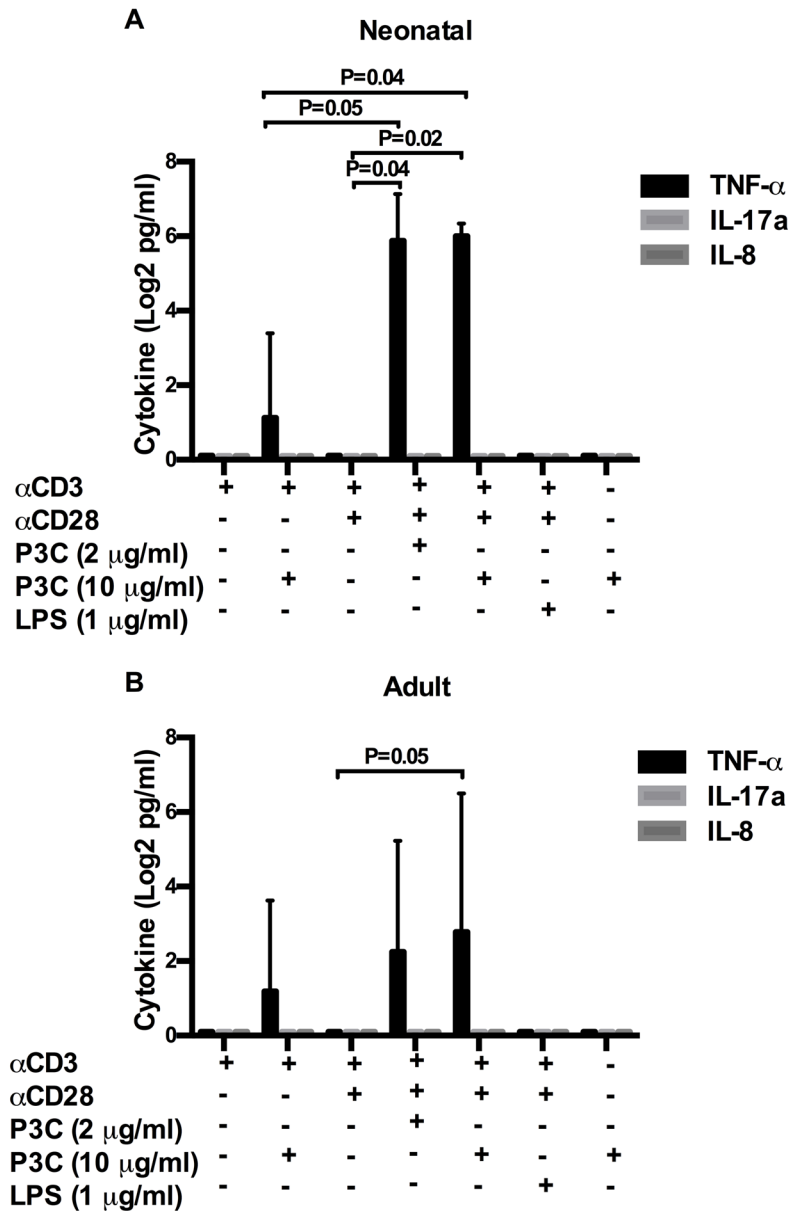 A
Neonatal
P=0.04
P=0.05
P=0.02
P=0.04
8
6
4
2
0
Cytokine (Log2 pg/ml)
TNF-α
IL-17a
IL-8
αCD3 + + + + + + -
αCD28 - - + + + + -
P3C (2 μg/ml) - - - + - - -
P3C (10 μg/ml) - + - - + - +
LPS (1 μg/ml) - - - - - + -
B
Adult
P=0.05
8
6
4
2
0
Cytokine (Log2 pg/ml)
TNF-α
IL-17a
IL-8
αCD3 + + + + + + -
αCD28 - - + + + + -
P3C (2 μg/ml) - - - + - - -
P3C (10 μg/ml) - + - - + - +
LPS (1 μg/ml) - - - - - + -